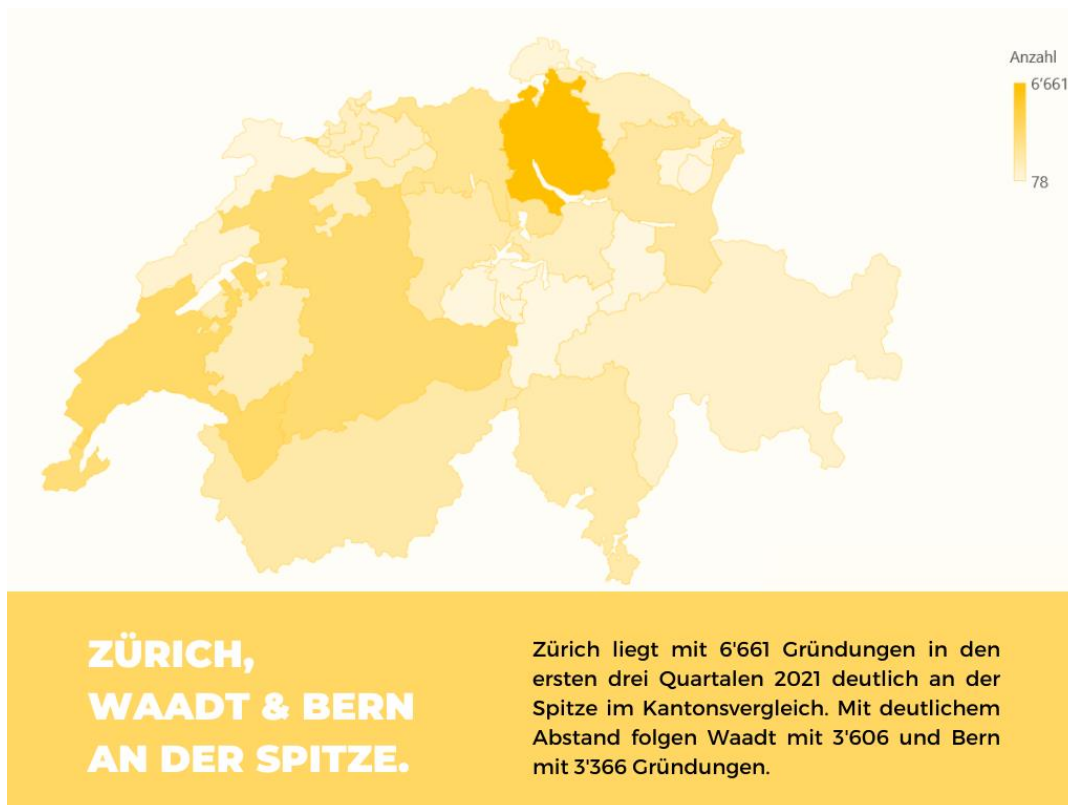 Anzahl
6’661
78
ZÜRICH,
WAADT & BERN
AN DER SPITZE.
Zürich liegt mit 6'661 Gründungen in den
ersten drei Quartalen 2021 deutlich an der
Spitze im Kantonsvergleich. Mit deutlichem
Abstand folgen Waadt mit 3'606 und Bern
mit 3'366 Gründungen.